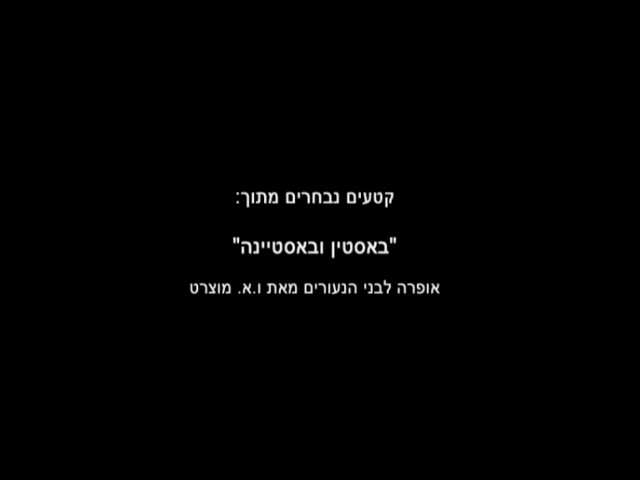 קטעים נבחרים מתוך:
"באסטין ובאסטיינה"
אופרה לבני הנעורים מאת ו.א. מוצרט